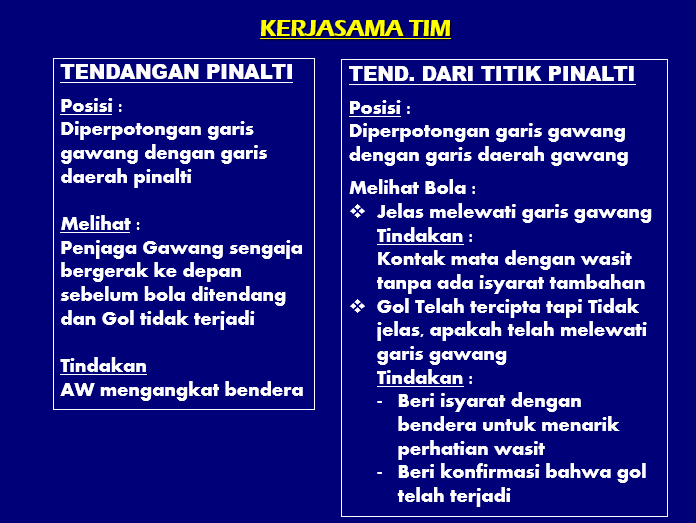 KERJASAMA TIM
TENDANGAN PINALTI
Posisi :
Diperpotongan garis
gawang dengan garis
daerah pinalti
Melihat :
Penjaga Gawang sengaja
bergerak ke depan
sebelum bola ditendang
dan Gol tidak terjadi
Tindakan
AW mengangkat bendera
TEND. DARI TITIK PINALTI
Posisi :
Diperpotongan garis gawang
dengan garis daerah gawang
Melihat Bola :
❖ Jelas melewati garis gawang
Tindakan :
Kontak mata dengan wasit
tanpa ada isyarat tambahan
❖ Gol Telah tercipta tapi Tidak
jelas, apakah telah melewati
garis gawang
Tindakan :
- Beri isyarat dengan
bendera untuk menarik
perhatian wasit
- Beri konfirmasi bahwa gol
telah terjadi